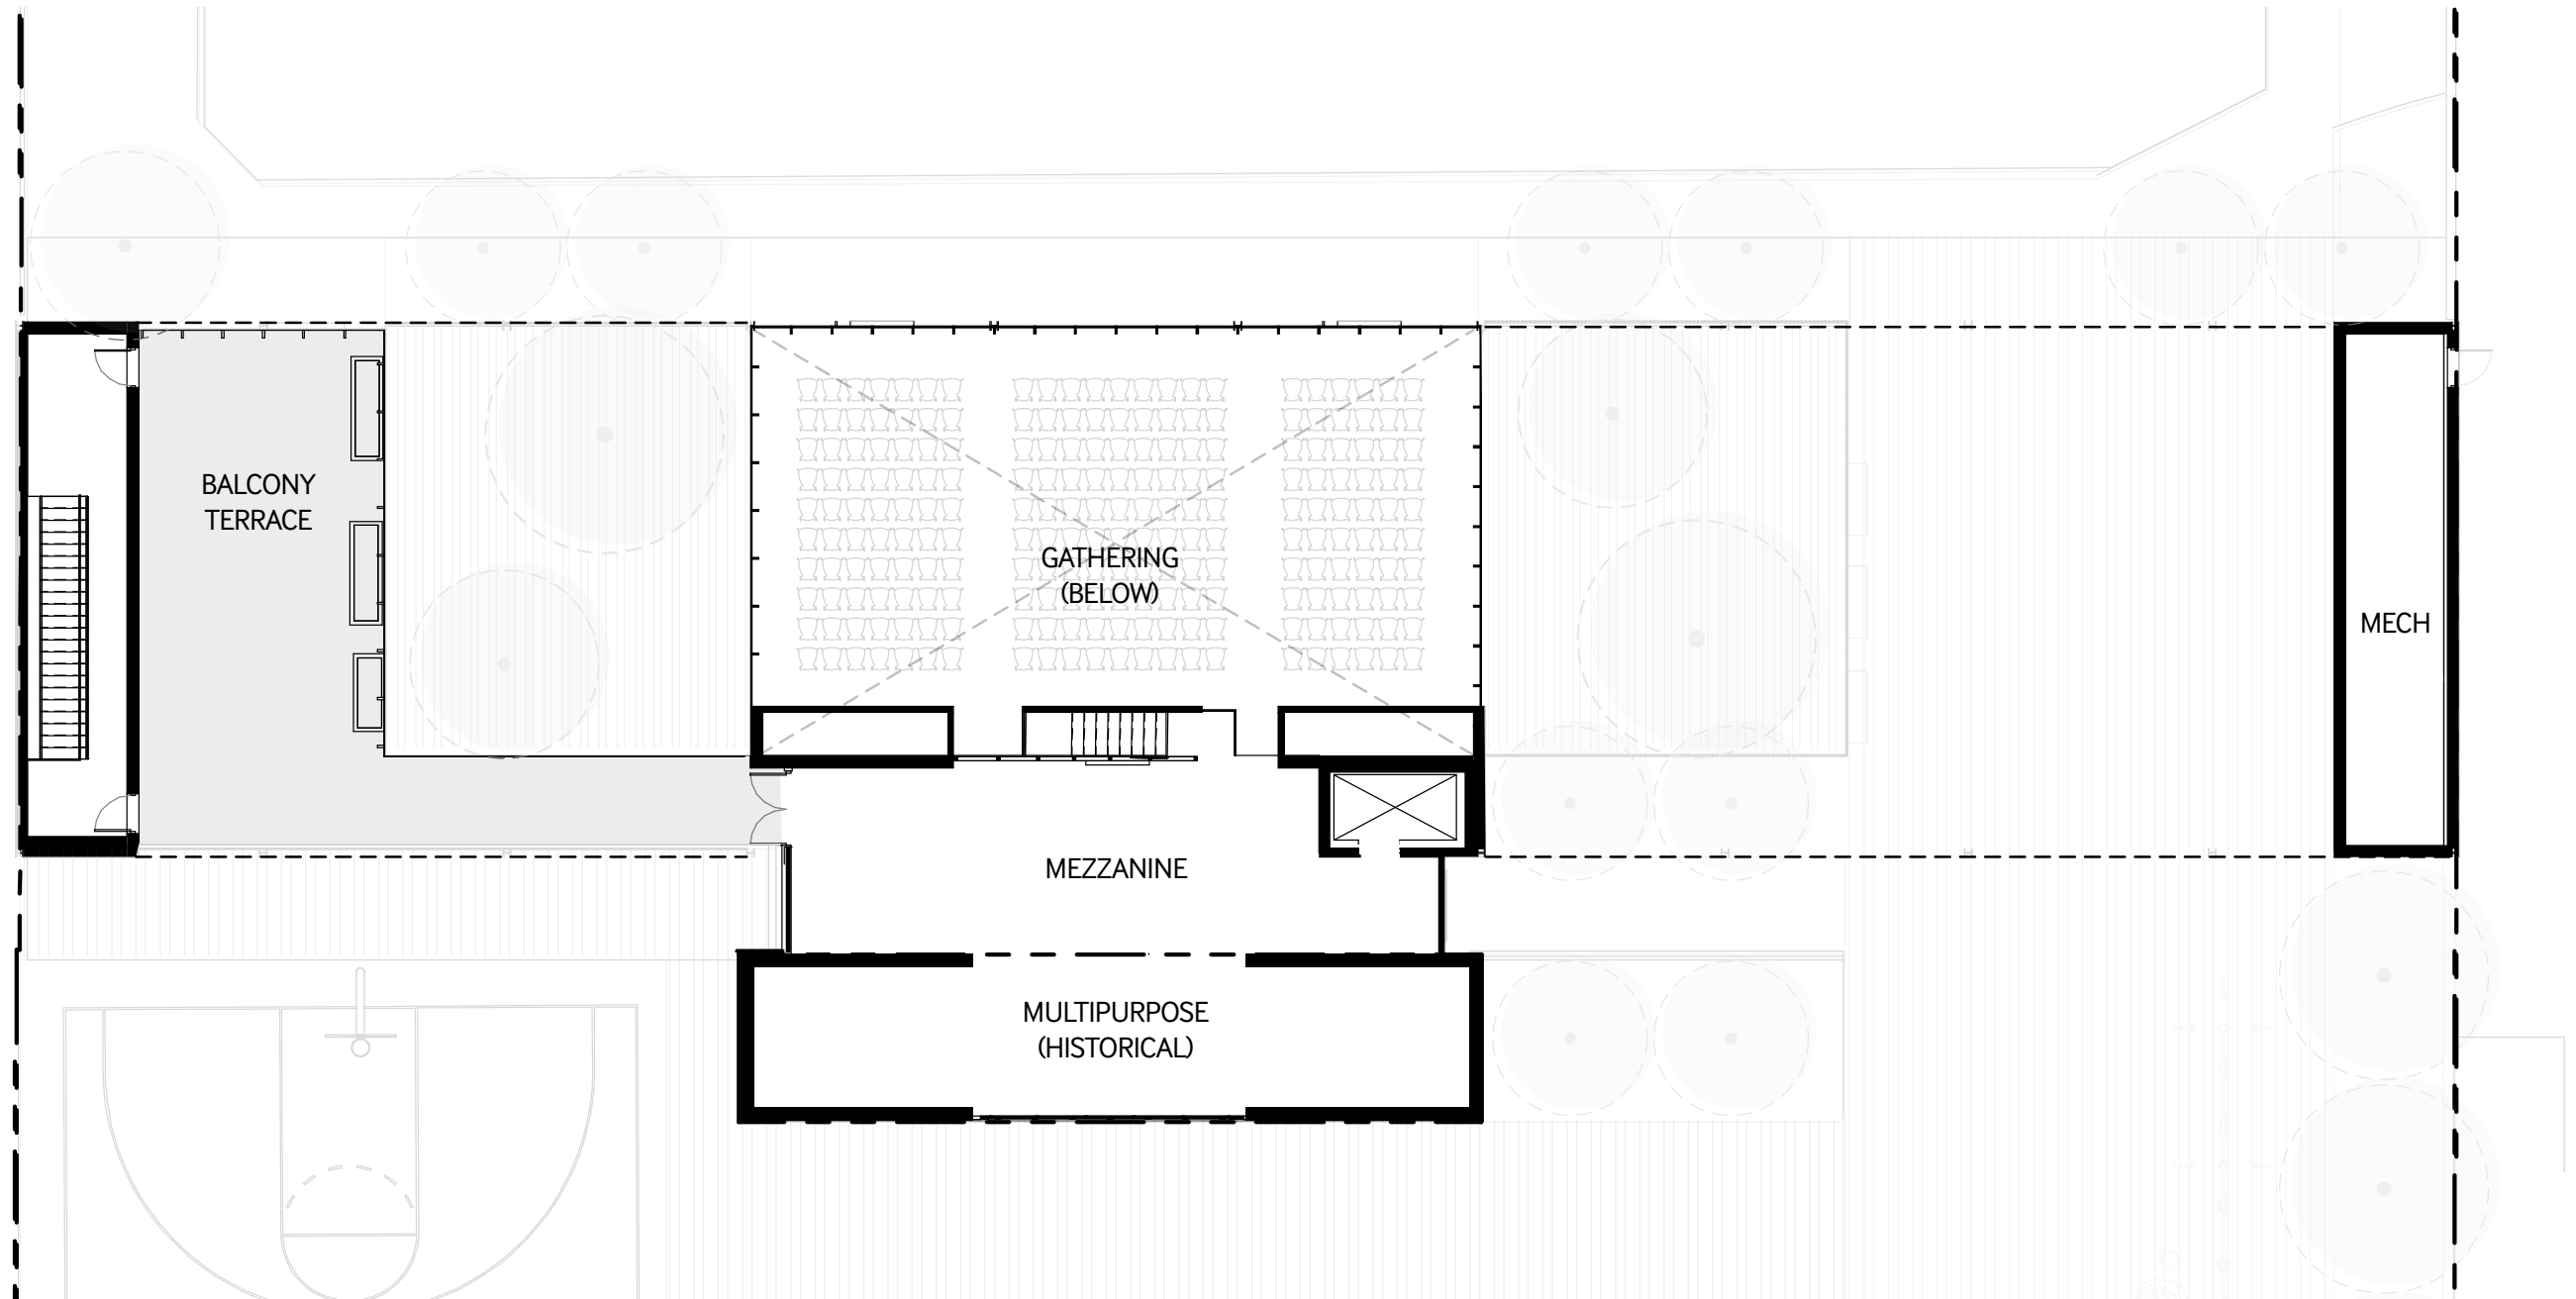 BALCONY
TERRACE
GATHERING
(BELOW)
MECH
MEZZANINE
MULTIPURPOSE
(HISTORICAL)